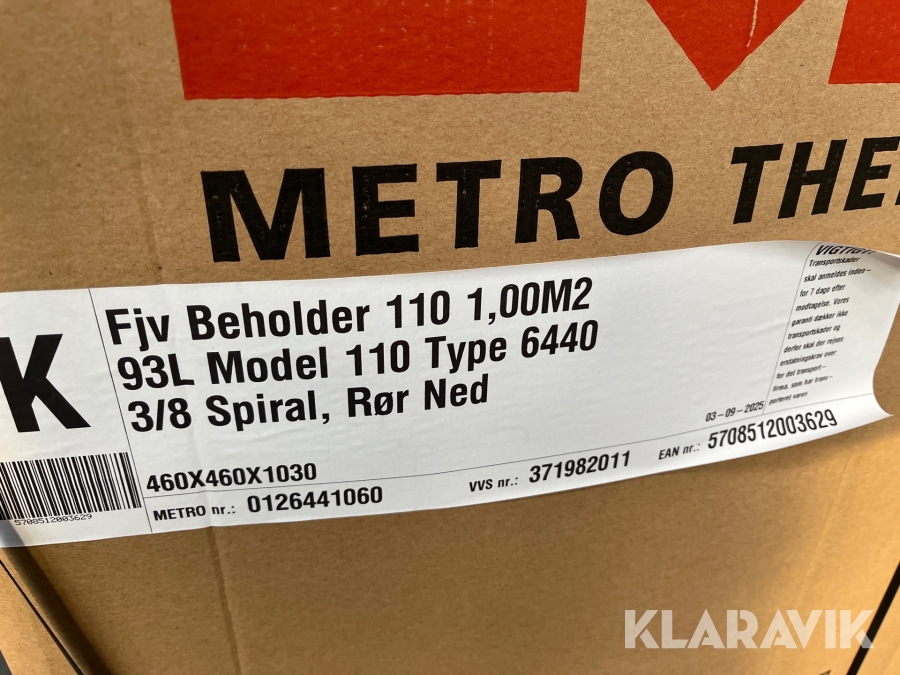 METRO THE
K
Fjv Beholder 110 1,00M2
93L Model 110 Type 6440
3/8 Spiral, Rør Ned
460X460X1030
METRO nr.: 0126441060
VVS nr.: 371982011
EAN nr.: 5708512003629
03-09-2025
5708512003629
Transportskader
skal anmeldes inden-
for 7 dage efter
modtagelse. Vores
garanti dækker ikke
transportskader og
derfor skal der rejses
erstatningskrav over
for det transport-
firma, som har trans-
porteret varen
KLARAVIK